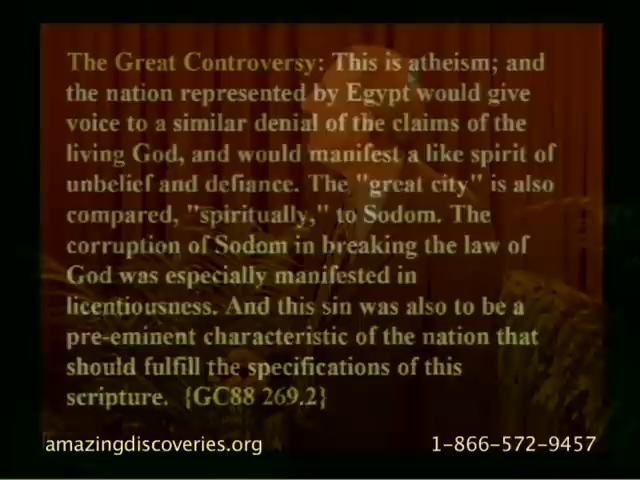 The Great Controversy: This is atheism; and
the nation represented by Egypt would give
voice to a similar denial of the claims of the
living God, and would manifest a like spirit of
unbelief and defiance. The "great city" is also
compared, "spiritually," to Sodom. The
corruption of Sodom in breaking the law of
God was especially manifested in
licentiousness. And this sin was also to be a
pre-eminent characteristic of the nation that
should fulfill the specifications of this
scripture. {GC88 269.2}
amazingdiscoveries.org 1-866-572-9457